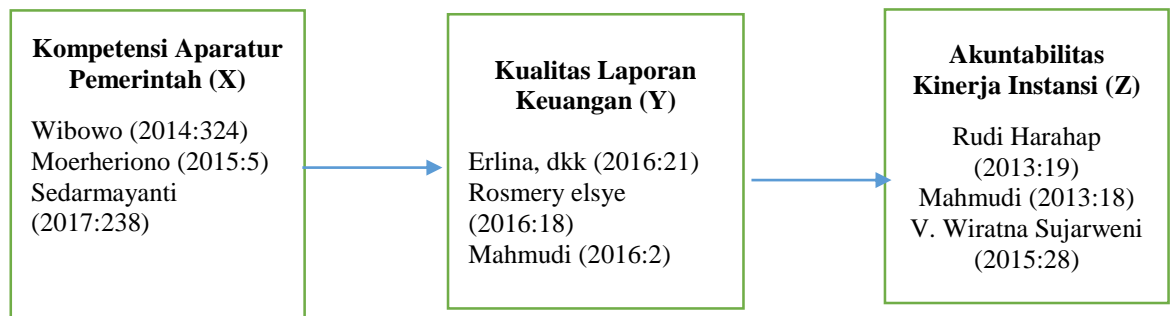 Kompetensi Aparatur
Pemerintah (X)
Wibowo (2014:324)
Moerheriono (2015:5)
Sedarmayanti
(2017:238)
Kualitas Laporan
Keuangan (Y)
Erlina, dkk (2016:21)
Rosmery elsye
(2016:18)
Mahmudi (2016:2)
Akuntabilitas
Kinerja Instansi (Z)
Rudi Harahap
(2013:19)
Mahmudi (2013:18)
V. Wiratna Sujarweni
(2015:28)